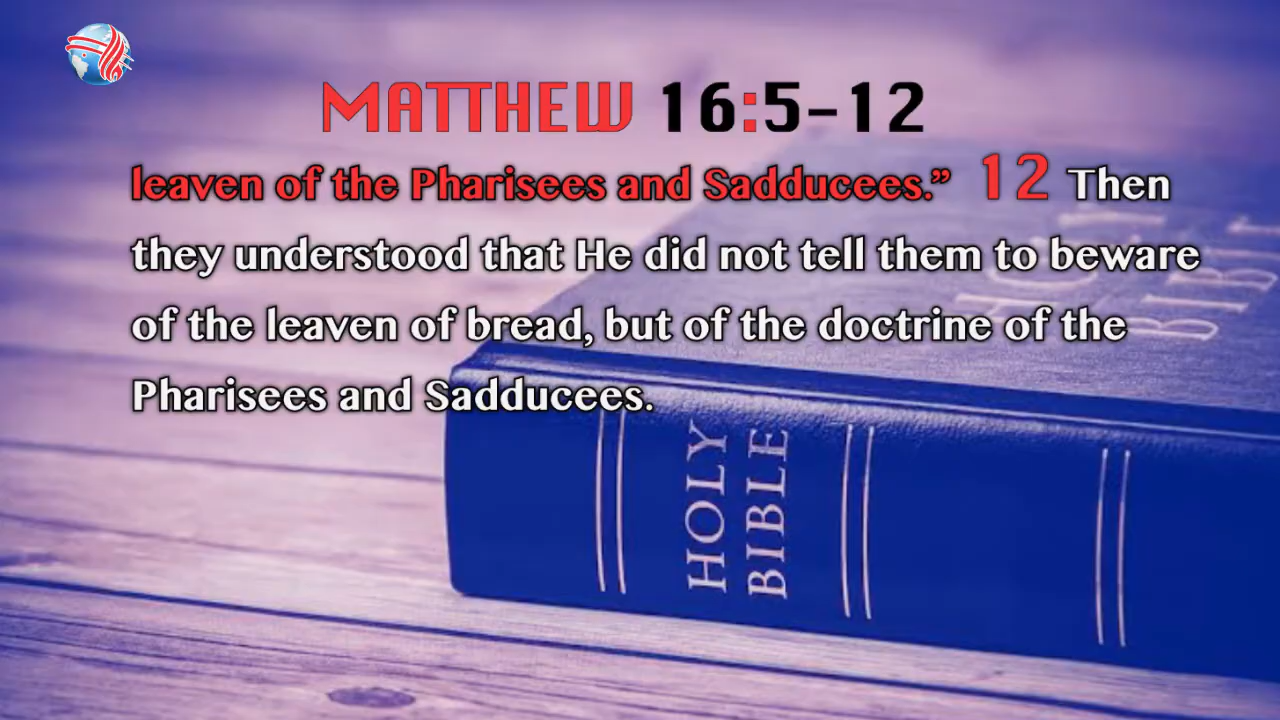 MATTHEW 16:5-12
leaven of the Pharisees and Sadducees.” 12 Then
they understood that He did not tell them to beware
of the leaven of bread, but of the doctrine of the
Pharisees and Sadducees.
HOLY
BIBLE
HOLY
BIBLE